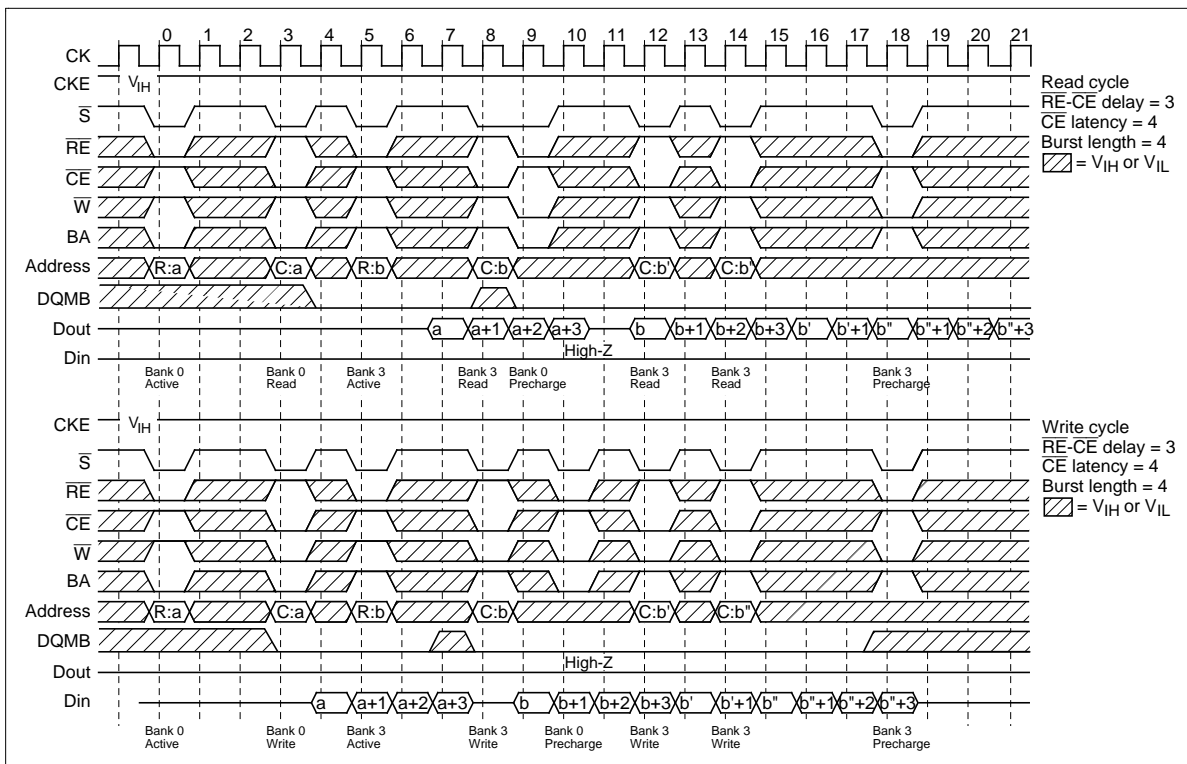 0 1 2 3 4 5 6 7 8 9 10 11 12 13 14 15 16 17 18 19 20 21
CK
CKE VIH
S
RE
CE
W
BA
Address R:a C:a R:b C:b C:b' C:b'
DQMB
Dout a a+1 a+2 a+3 b b+1 b+2 b+3 b' b'+1 b" b"+1 b"+2 b"+3
High-Z
Din
Bank 0 Active
Bank 0 Read
Bank 3 Active
Bank 3 Read
Bank 0 Precharge
Bank 3 Read
Bank 3 Read
Bank 3 Precharge
Read cycle
RE-CE delay = 3
CE latency = 4
Burst length = 4
= VIH or VIL
CKE VIH
S
RE
CE
W
BA
Address R:a C:a R:b C:b C:b' C:b"
DQMB
High-Z
Dout
Din a a+1 a+2 a+3 b b+1 b+2 b+3 b' b'+1 b" b"+1 b"+2 b"+3
Bank 0 Active
Bank 0 Write
Bank 3 Active
Bank 3 Write
Bank 0 Precharge
Bank 3 Write
Bank 3 Write
Bank 3 Precharge
Write cycle
RE-CE delay = 3
CE latency = 4
Burst length = 4
= VIH or VIL